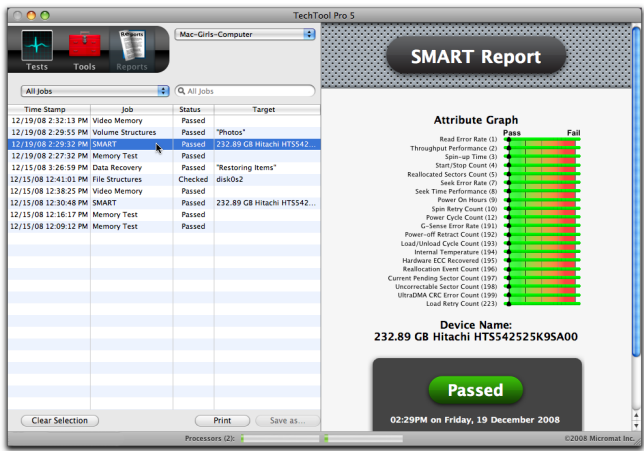 TechTool Pro 5
Tests Tools Reports
Reports
Mac-Girls-Computer
All Jobs
All Jobs
Time Stamp Job Status Target
12/19/08 2:32:13 PM Video Memory Passed
12/19/08 2:29:55 PM Volume Structures Passed "Photos"
12/19/08 2:29:32 PM SMART Passed 232.89 GB Hitachi HTS542...
12/19/08 2:27:32 PM Memory Test Passed
12/15/08 3:26:59 PM Data Recovery Passed "Restoring Items"
12/15/08 12:41:01 PM File Structures Checked disk0s2
12/15/08 12:38:25 PM Video Memory Passed
12/15/08 12:30:48 PM SMART Passed 232.89 GB Hitachi HTS542...
12/15/08 12:16:17 PM Memory Test Passed
12/15/08 12:09:12 PM Memory Test Passed
Clear Selection Print Save as...
SMART Report
Attribute Graph
Pass Fail
Read Error Rate (1)
Throughput Performance (2)
Spin-up Time (3)
Start/Stop Count (4)
Reallocated Sectors Count (5)
Seek Error Rate (7)
Seek Time Performance (8)
Power On Hours (9)
Spin Retry Count (10)
Power Cycle Count (12)
G-Sense Error Rate (191)
Power-off Retract Count (192)
Load/Unload Cycle Count (193)
Internal Temperature (194)
Hardware ECC Recovered (195)
Reallocation Event Count (196)
Current Pending Sector Count (197)
Uncorrectable Sector Count (198)
UltraDMA CRC Error Count (199)
Load Retry Count (223)
Device Name:
232.89 GB Hitachi HTS542525K9SA00
Passed
02:29PM on Friday, 19 December 2008
Processors (2):
©2008 Micromat Inc.